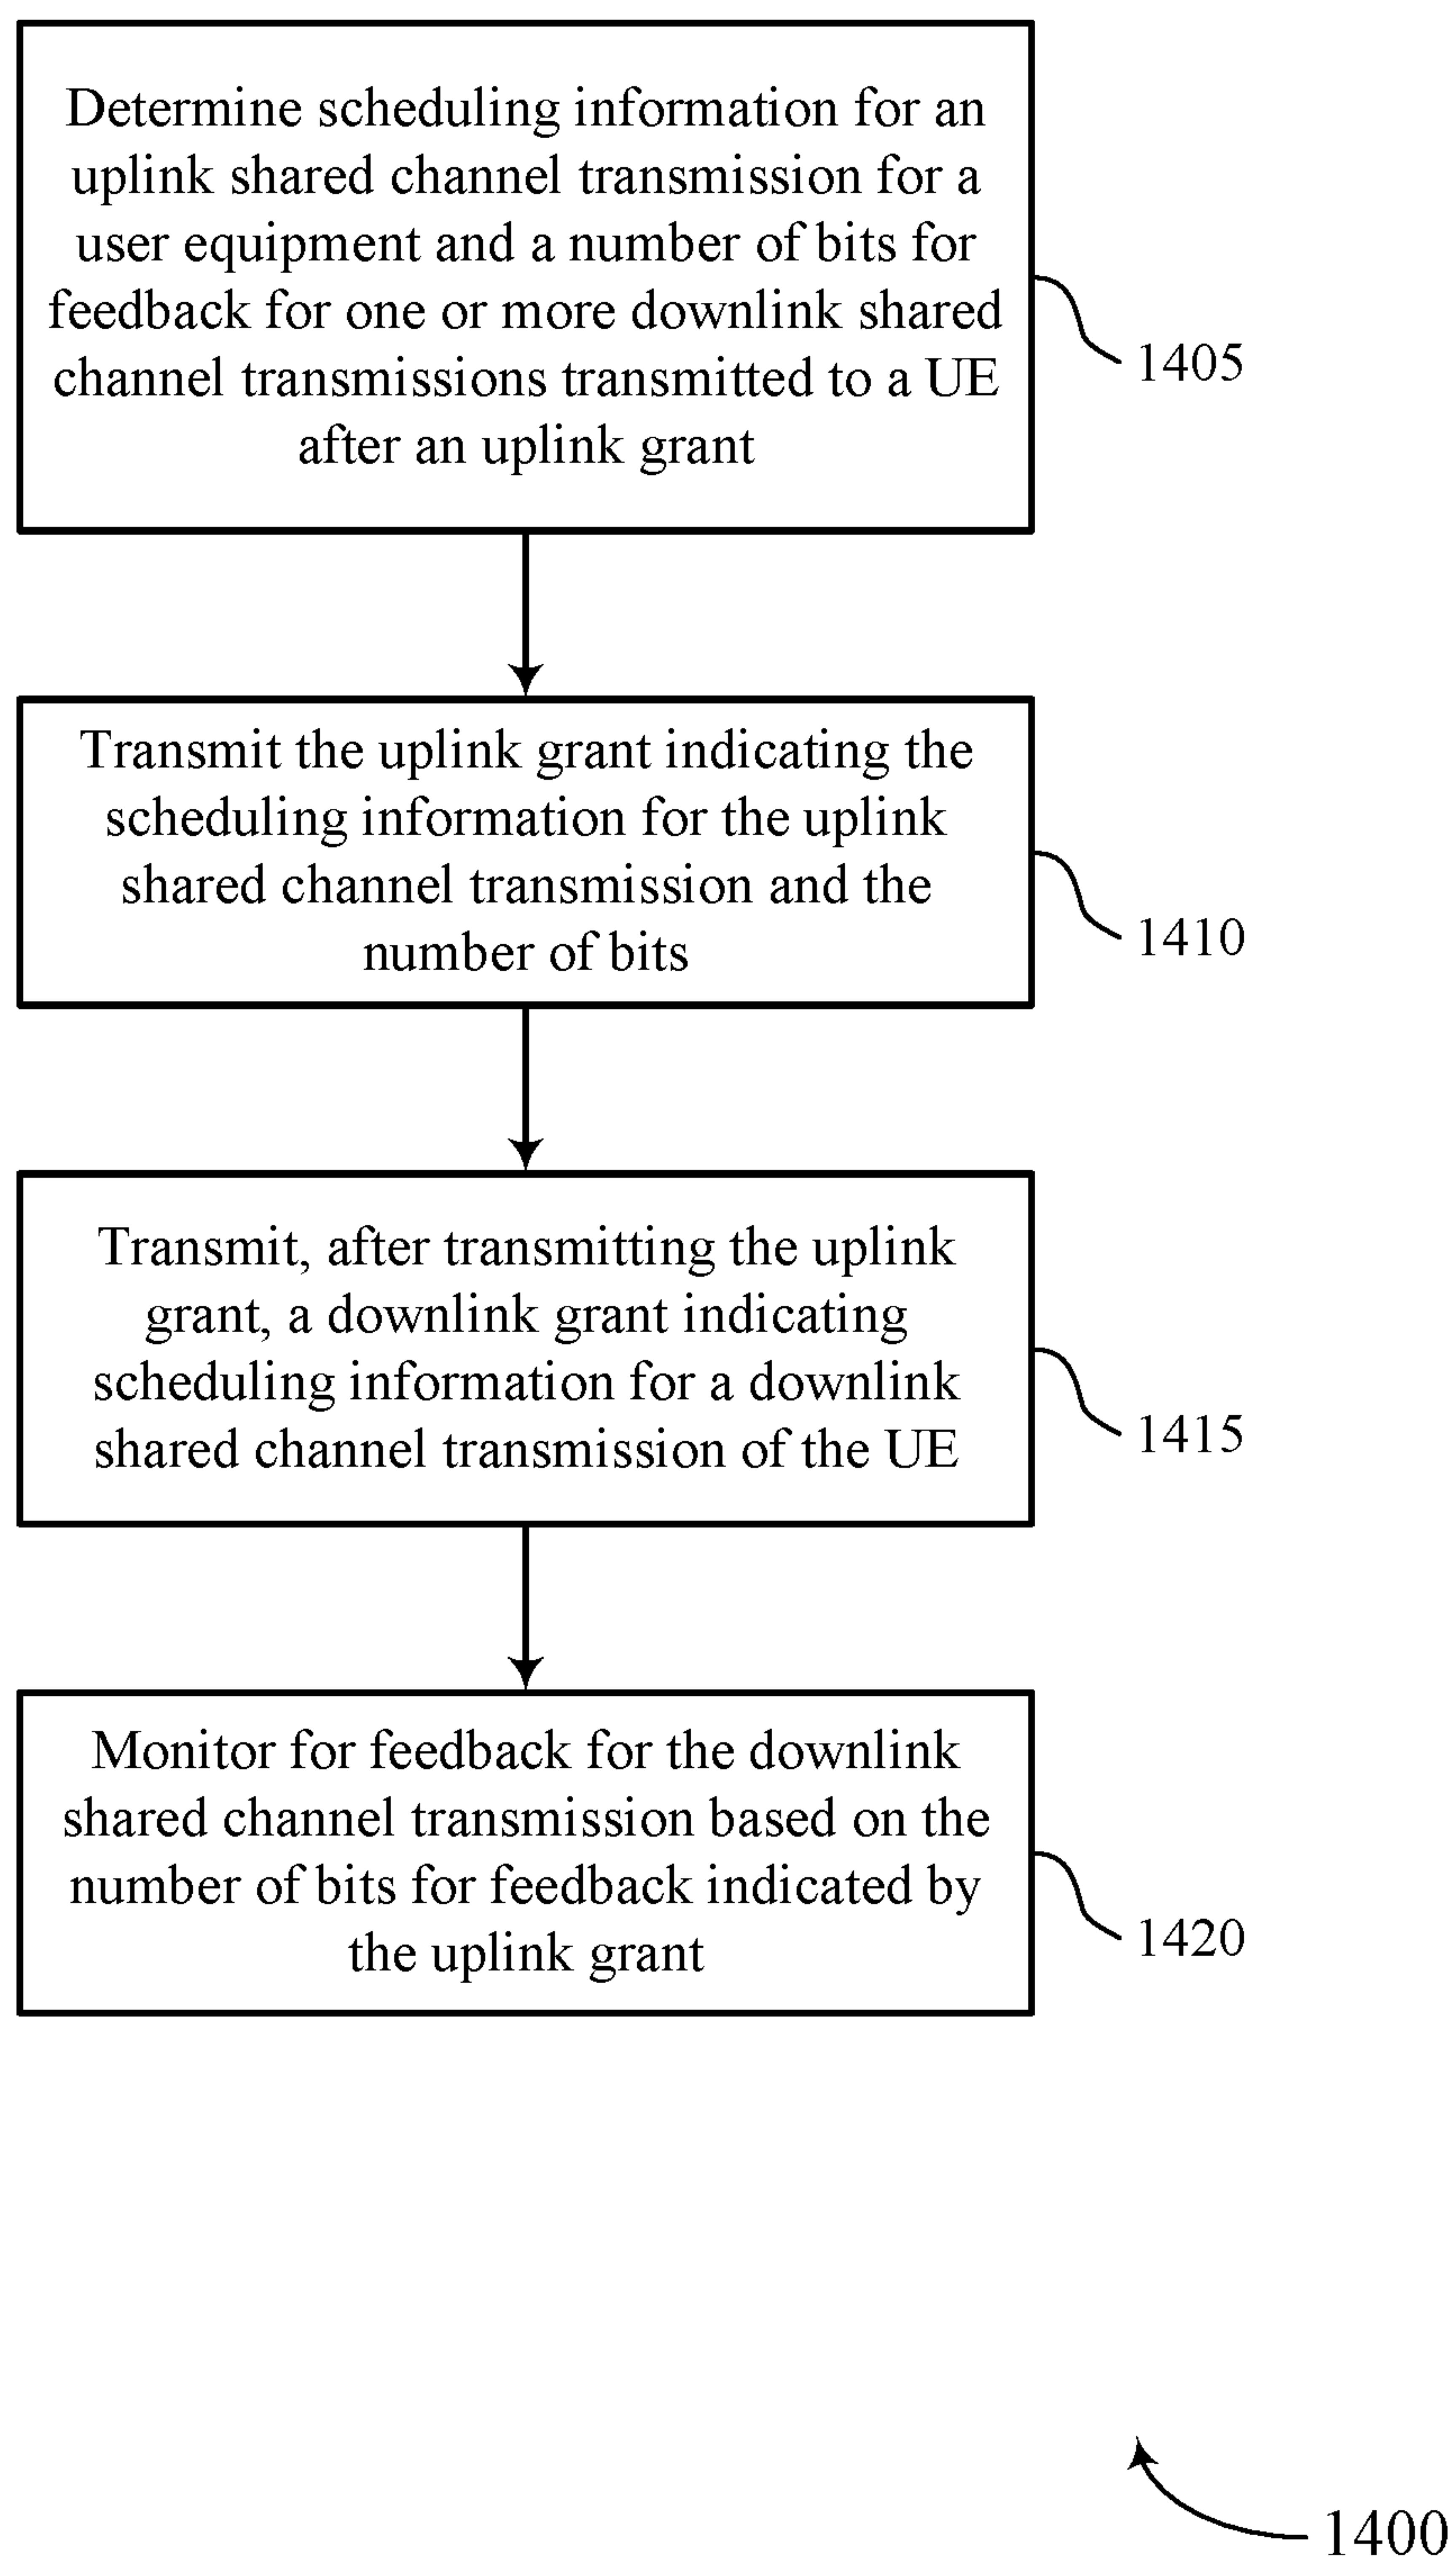 Determine scheduling information for an
uplink shared channel transmission for a
user equipment and a number of bits for
feedback for one or more downlink shared
channel transmissions transmitted to a UE
after an uplink grant
1405
Transmit the uplink grant indicating the
scheduling information for the uplink
shared channel transmission and the
number of bits
1410
Transmit, after transmitting the uplink
grant, a downlink grant indicating
scheduling information for a downlink
shared channel transmission of the UE
1415
Monitor for feedback for the downlink
shared channel transmission based on the
number of bits for feedback indicated by
the uplink grant
1420
1400